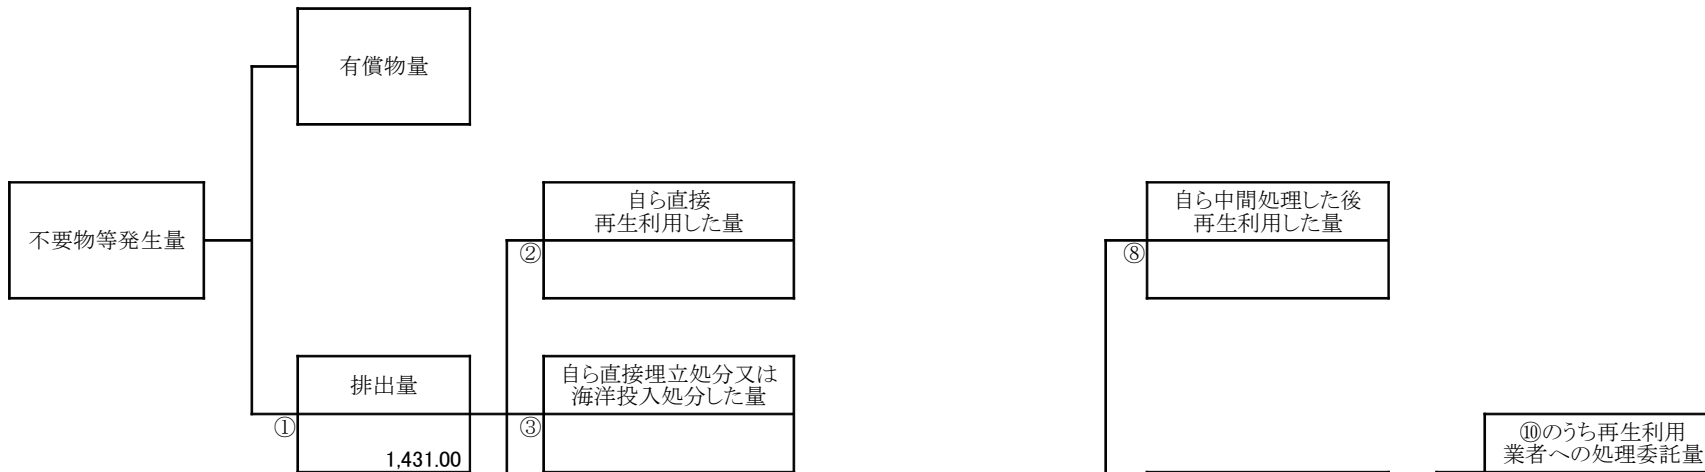 有償物量
不要物等発生量
自ら直接
再生利用した量
②
自ら中間処理した後
再生利用した量
⑧
排出量
①
1,431.00
自ら直接埋立処分又は
海洋投入処分した量
③
⑩のうち再生利用
業者への処理委託量